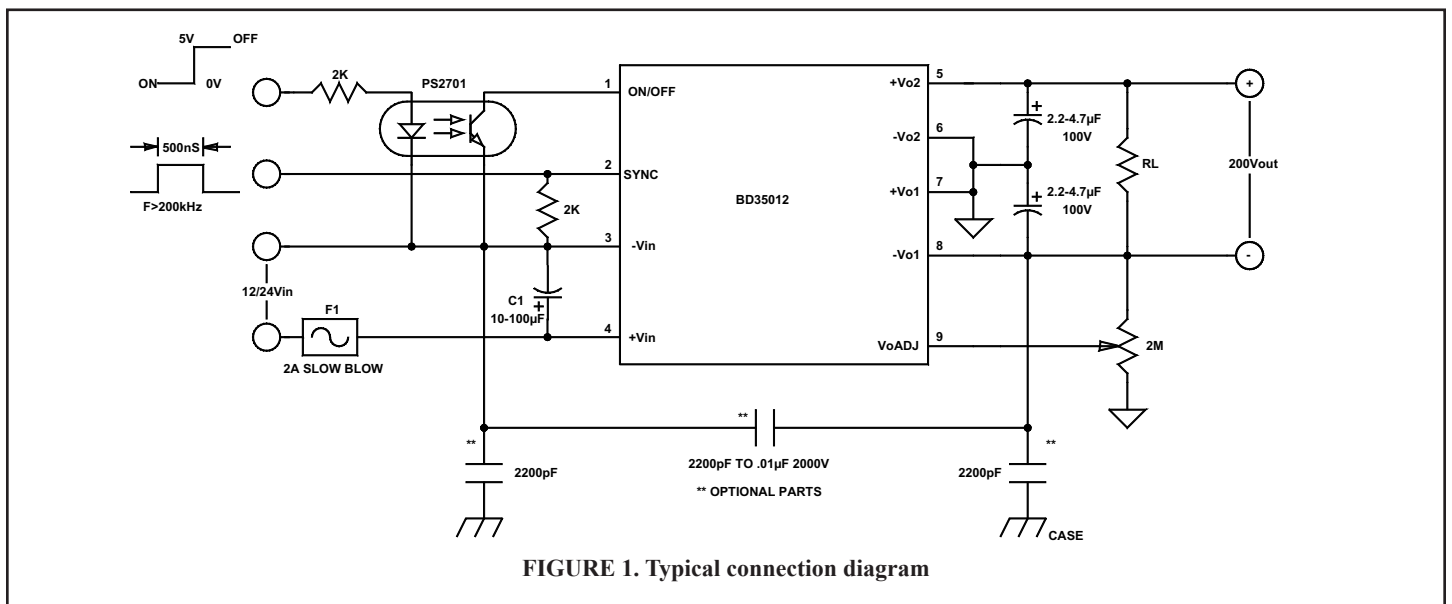 5V
OFF
ON
0V
2K
PS2701
1
ON/OFF
500nS
F>200kHz
2
SYNC
2K
3
-Vin
12/24Vin
C1
+
10-100µF
F1
2A SLOW BLOW
4
+Vin
BD35012
5
+Vo2
6
-Vo2
7
+Vo1
8
-Vo1
9
VoADJ
+
2.2-4.7µF
100V
+
2.2-4.7µF
100V
RL
+
200Vout
-
2M
**
2200pF
**
2200pF TO .01µF 2000V
** OPTIONAL PARTS
**
2200pF
CASE
FIGURE 1. Typical connection diagram